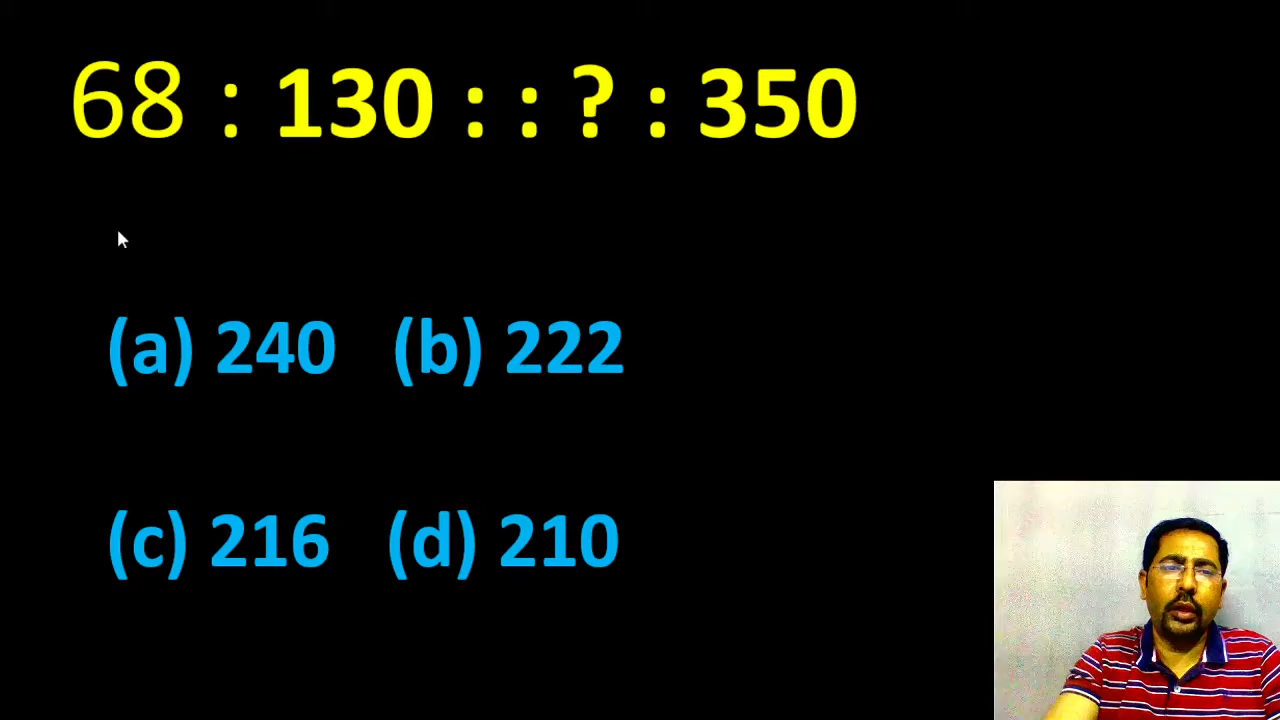 68 : 130 : : ? : 350
(a) 240 (b) 222
(c) 216 (d) 210